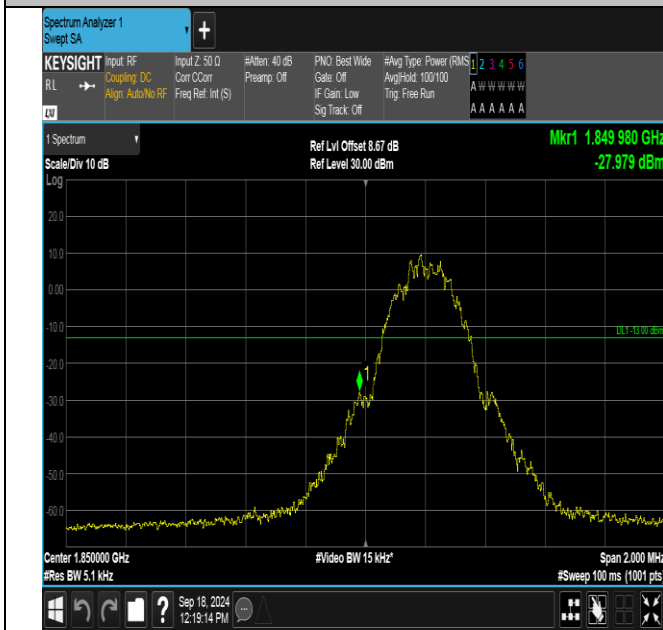 Spectrum Analyzer 1
Swept SA
+
KEYSIGHT
RL
LXI
Input: RF
Coupling: DC
Align: Auto/No RF
Input Z: 50 Ω
Corr CCorr
Freq Ref: Int (S)
#Atten: 40 dB
Preamp: Off
PNO: Best Wide
Gate: Off
IF Gain: Low
Sig Track: Off
#Avg Type: Power (RMS
Avg|Hold: 100/100
Trig: Free Run
1 2 3 4 5 6
A W W W W W
A A A A A A
1 Spectrum
Scale/Div 10 dB
Ref Lvl Offset 8.67 dB
Ref Level 30.00 dBm
Mkr1 1.849 980 GHz
-27.979 dBm
Log
20.0
10.0
0.00
-10.0
-20.0
-30.0
-40.0
-50.0
-60.0
DL1 -13.00 dBm
1
Center 1.850000 GHz
#Res BW 5.1 kHz
#Video BW 15 kHz*
Span 2.000 MHz
#Sweep 100 ms (1001 pts)
?
Sep 18, 2024
12:19:14 PM